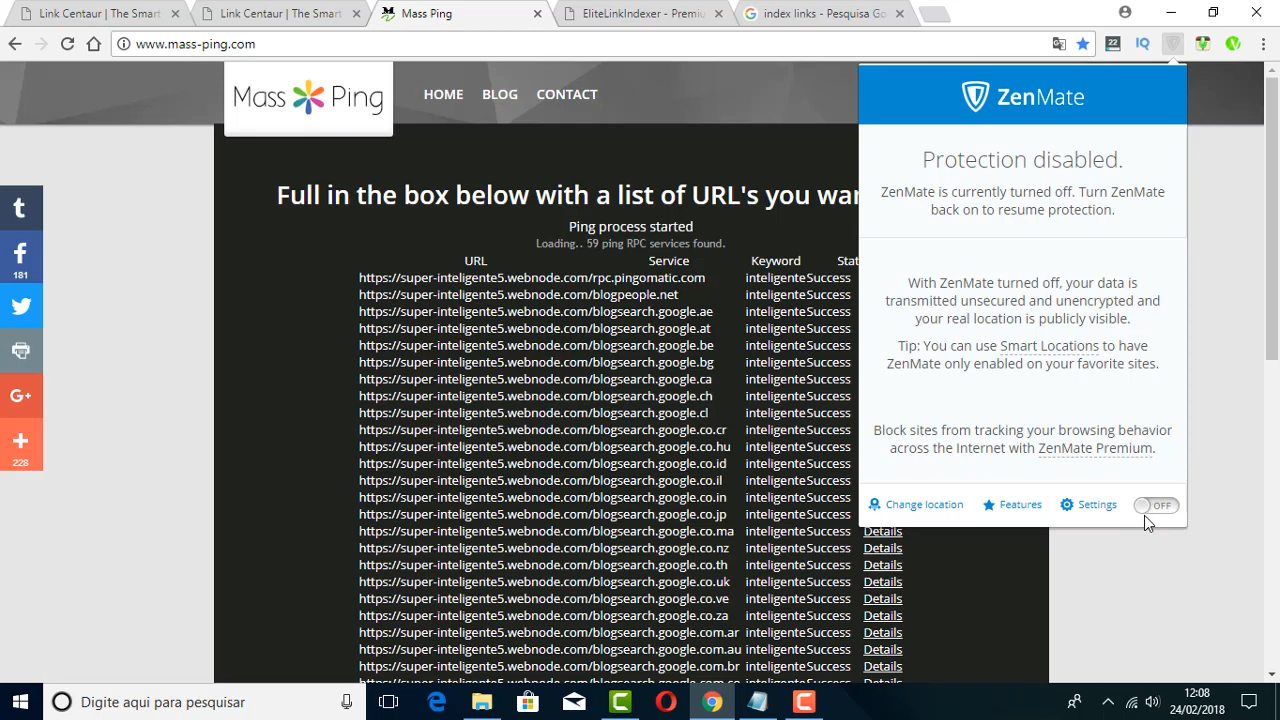 Link Centaur | The Smart
Link Centaur | The Smart
Mass Ping
EliteLinkIndexer - Premiu
index links - Pesquisa Go
www.mass-ping.com
22
IQ
Mass Ping
HOME
BLOG
CONTACT
Full in the box below with a list of URL's you wa
Ping process started
Loading.. 59 ping RPC services found.
URL Service Keyword Stat
https://super-inteligente5.webnode.com/rpc.pingomatic.com inteligenteSuccess
https://super-inteligente5.webnode.com/blogpeople.net inteligenteSuccess
https://super-inteligente5.webnode.com/blogsearch.google.ae inteligenteSuccess
https://super-inteligente5.webnode.com/blogsearch.google.at inteligenteSuccess
https://super-inteligente5.webnode.com/blogsearch.google.be inteligenteSuccess
https://super-inteligente5.webnode.com/blogsearch.google.bg inteligenteSuccess
https://super-inteligente5.webnode.com/blogsearch.google.ca inteligenteSuccess
https://super-inteligente5.webnode.com/blogsearch.google.ch inteligenteSuccess
https://super-inteligente5.webnode.com/blogsearch.google.cl inteligenteSuccess
https://super-inteligente5.webnode.com/blogsearch.google.co.cr inteligenteSuccess
https://super-inteligente5.webnode.com/blogsearch.google.co.hu inteligenteSuccess
https://super-inteligente5.webnode.com/blogsearch.google.co.id inteligenteSuccess
https://super-inteligente5.webnode.com/blogsearch.google.co.il inteligenteSuccess
https://super-inteligente5.webnode.com/blogsearch.google.co.in inteligenteSuccess
https://super-inteligente5.webnode.com/blogsearch.google.co.jp inteligenteSuccess
https://super-inteligente5.webnode.com/blogsearch.google.co.ma inteligenteSuccess Details
https://super-inteligente5.webnode.com/blogsearch.google.co.nz inteligenteSuccess Details
https://super-inteligente5.webnode.com/blogsearch.google.co.th inteligenteSuccess Details
https://super-inteligente5.webnode.com/blogsearch.google.co.uk inteligenteSuccess Details
https://super-inteligente5.webnode.com/blogsearch.google.co.ve inteligenteSuccess Details
https://super-inteligente5.webnode.com/blogsearch.google.co.za inteligenteSuccess Details
https://super-inteligente5.webnode.com/blogsearch.google.com.ar inteligenteSuccess Details
https://super-inteligente5.webnode.com/blogsearch.google.com.au inteligenteSuccess Details
https://super-inteligente5.webnode.com/blogsearch.google.com.br inteligenteSuccess Details
181
228
ZenMate
Protection disabled.
ZenMate is currently turned off. Turn ZenMate
back on to resume protection.
With ZenMate turned off, your data is
transmitted unsecured and unencrypted and
your real location is publicly visible.
Tip: You can use Smart Locations to have
ZenMate only enabled on your favorite sites.
Block sites from tracking your browsing behavior
across the Internet with ZenMate Premium.
Change location
Features
Settings
OFF
Digite aqui para pesquisar
12:08
24/02/2018